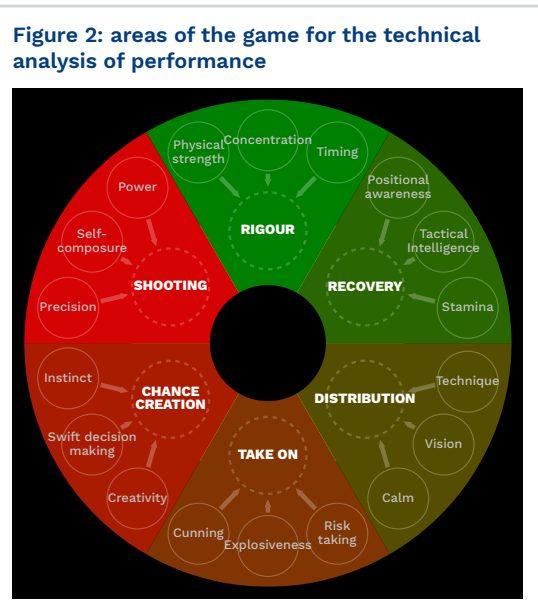 Figure 2: areas of the game for the technical
analysis of performance
Physical
strength
Concentration
Timing
RIGOUR
Positional
awareness
Tactical
Intelligence
Stamina
RECOVERY
Technique
Vision
Calm
DISTRIBUTION
Risk
taking
Explosiveness
Cunning
TAKE ON
Creativity
Swift decision
making
Instinct
CHANCE
CREATION
Precision
Self-
composure
Power
SHOOTING